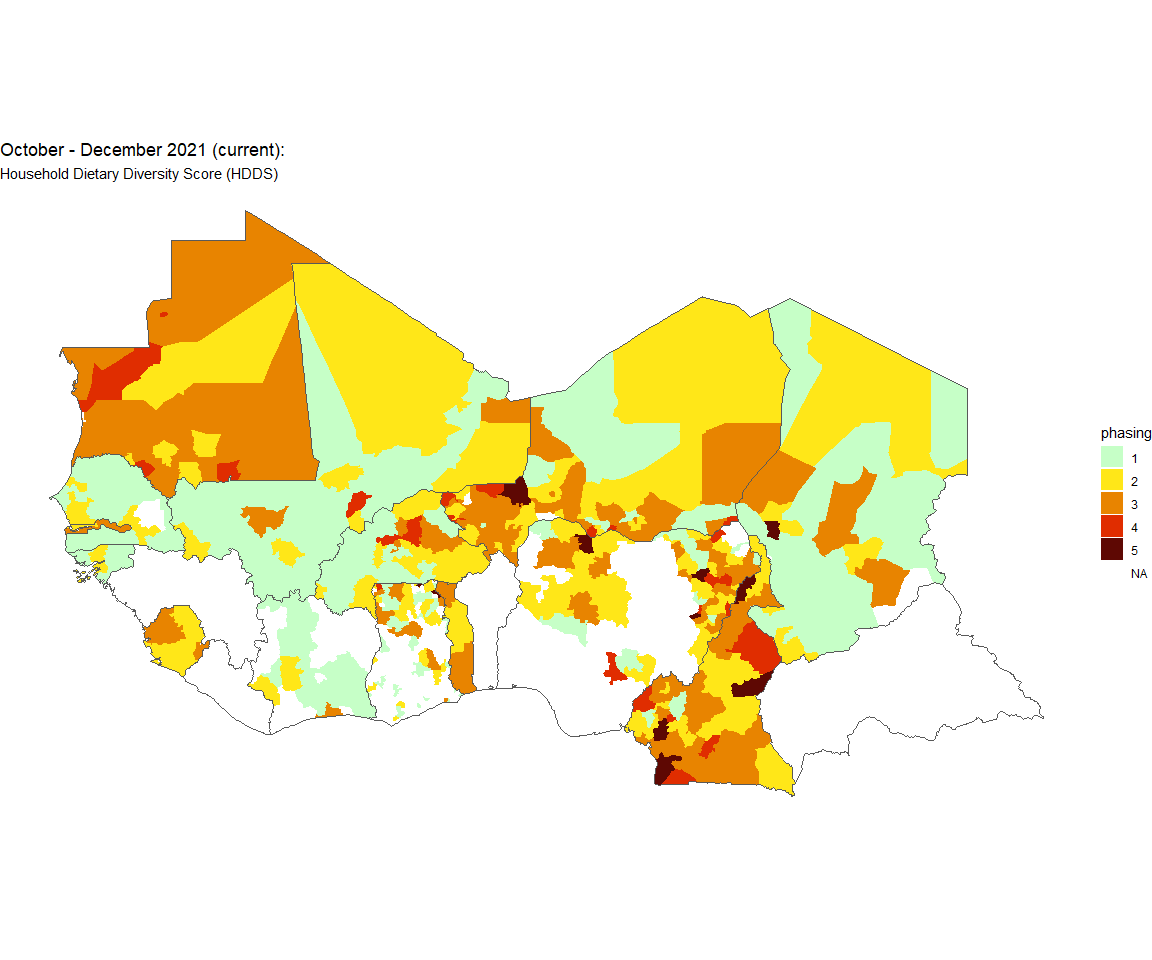 October - December 2021 (current):
Household Dietary Diversity Score (HDDS)
phasing
1
2
3
4
5
NA